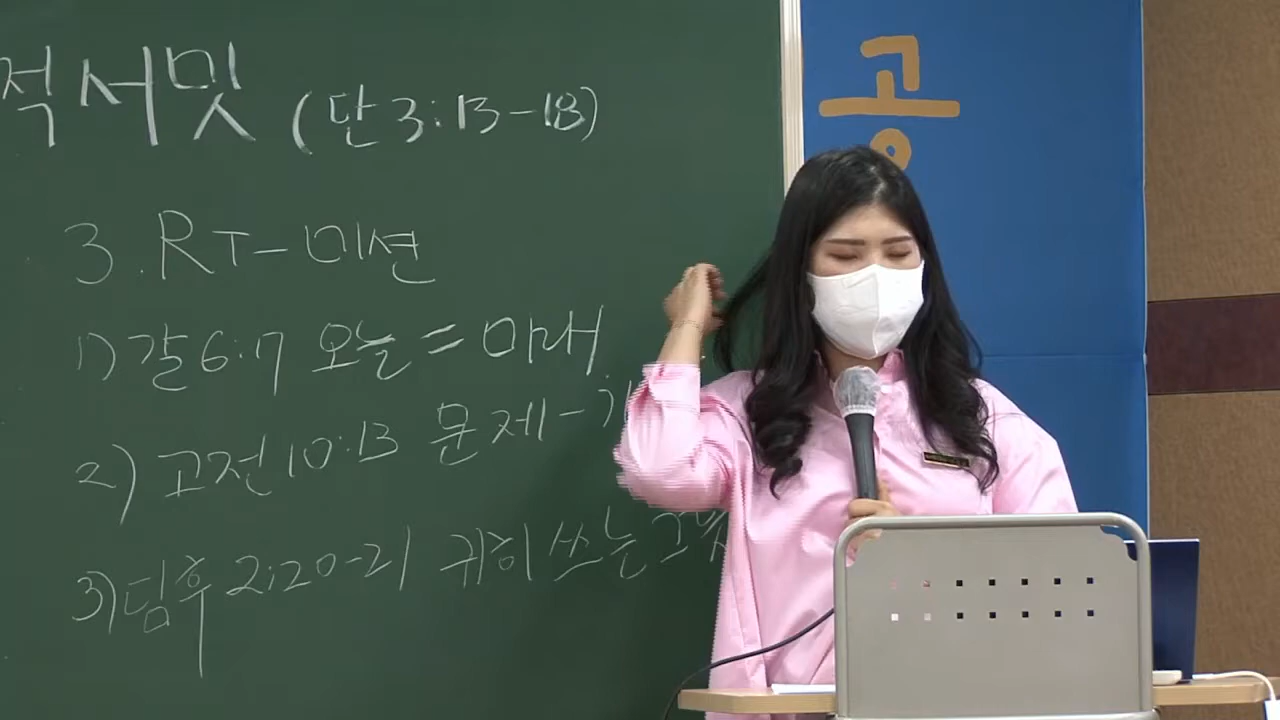 적 서밋 (단 3:13-18)
3. RT-미션
1) 갈 6:7 오늘 = 미래
2) 고전 10:13 문제 -
3) 딤후 2:20-21 귀히 쓰는 그릇
공